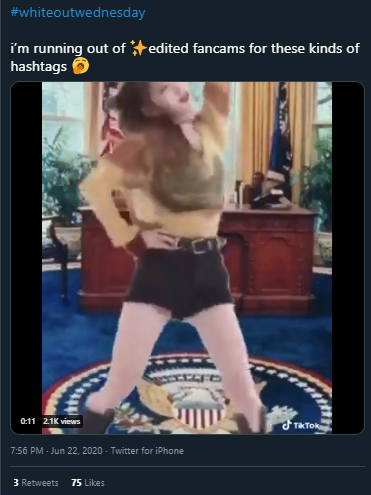 #whiteoutwednesday
i'm running out of ✨edited fancams for these kinds of
hashtags 🥱
0:11 2.1K views
TikTok
7:56 PM · Jun 22, 2020 · Twitter for iPhone
3 Retweets 75 Likes